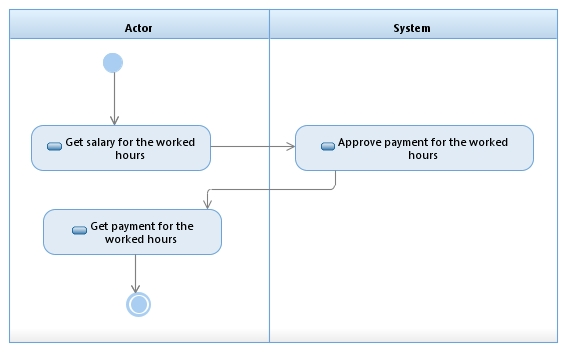 Actor
System
Get salary for the worked
hours
Approve payment for the worked
hours
Get payment for the
worked hours